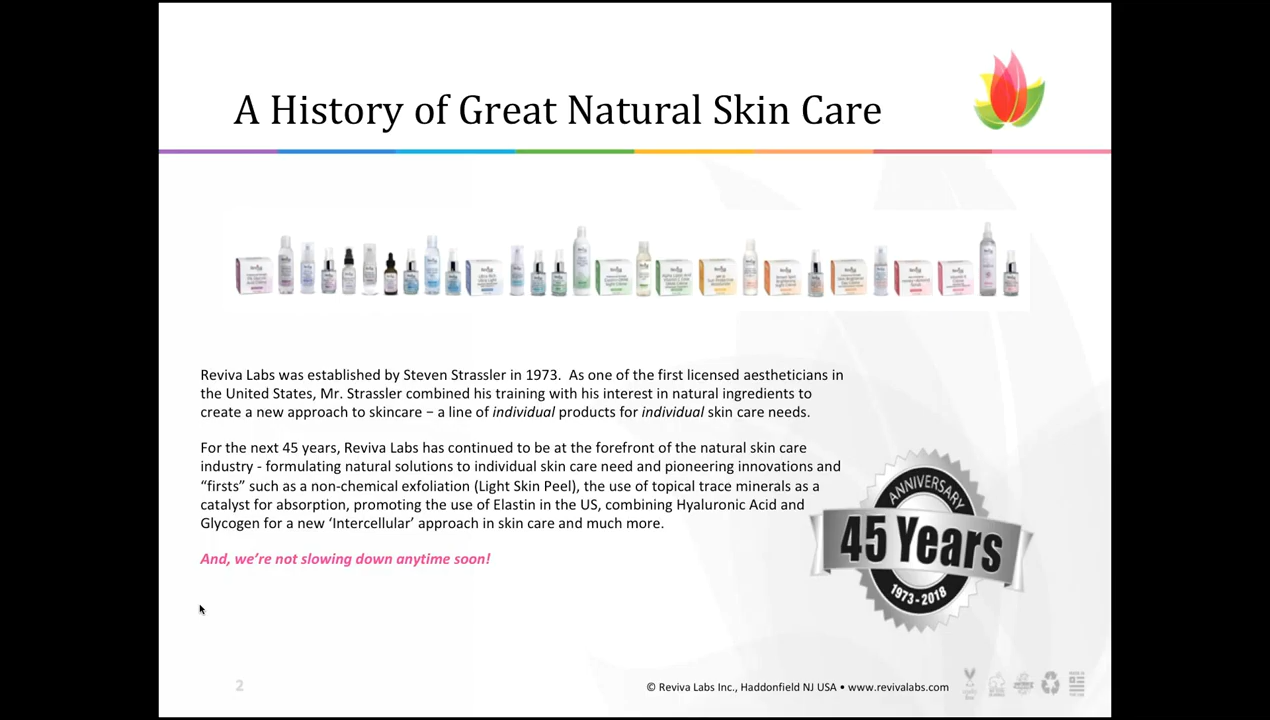 A History of Great Natural Skin Care
Reviva Labs was established by Steven Strassler in 1973.  As one of the first licensed aestheticians in
the United States, Mr. Strassler combined his training with his interest in natural ingredients to
create a new approach to skincare – a line of individual products for individual skin care needs.
For the next 45 years, Reviva Labs has continued to be at the forefront of the natural skin care
industry - formulating natural solutions to individual skin care need and pioneering innovations and
“firsts” such as a non-chemical exfoliation (Light Skin Peel), the use of topical trace minerals as a
catalyst for absorption, promoting the use of Elastin in the US, combining Hyaluronic Acid and
Glycogen for a new ‘Intercellular’ approach in skin care and much more.
And, we’re not slowing down anytime soon!
ANNIVERSARY
45 Years
1973-2018
2
© Reviva Labs Inc., Haddonfield NJ USA • www.revivalabs.com